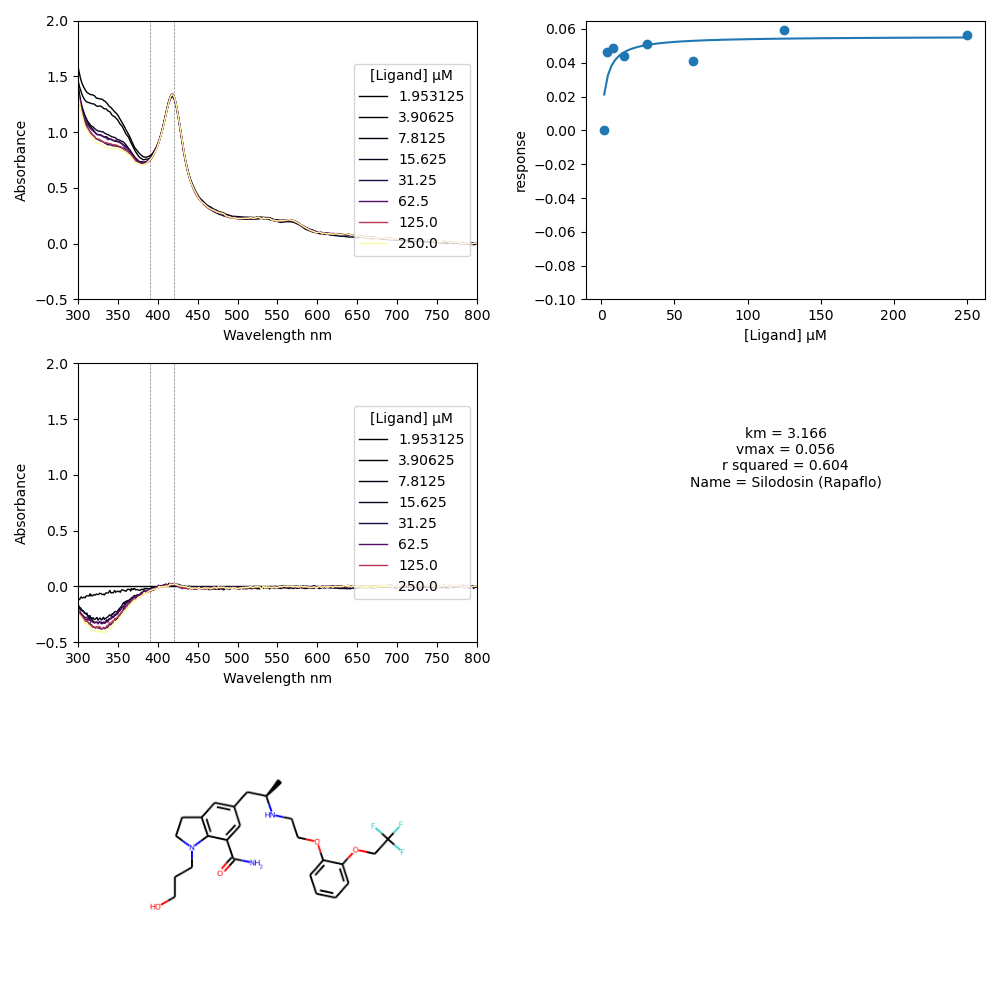 2.0
1.5
1.0
0.5
0.0
−0.5
Absorbance
300 350 400 450 500 550 600 650 700 750 800
Wavelength nm
[Ligand] μM
1.953125
3.90625
7.8125
15.625
31.25
62.5
125.0
250.0
0.06
0.04
0.02
0.00
−0.02
−0.04
−0.06
−0.08
−0.10
response
0 50 100 150 200 250
[Ligand] μM
2.0
1.5
1.0
0.5
0.0
−0.5
Absorbance
300 350 400 450 500 550 600 650 700 750 800
Wavelength nm
[Ligand] μM
1.953125
3.90625
7.8125
15.625
31.25
62.5
125.0
250.0
km = 3.166
vmax = 0.056
r squared = 0.604
Name = Silodosin (Rapaflo)
HN
F
F
F
O
O
N
O
NH2
HO